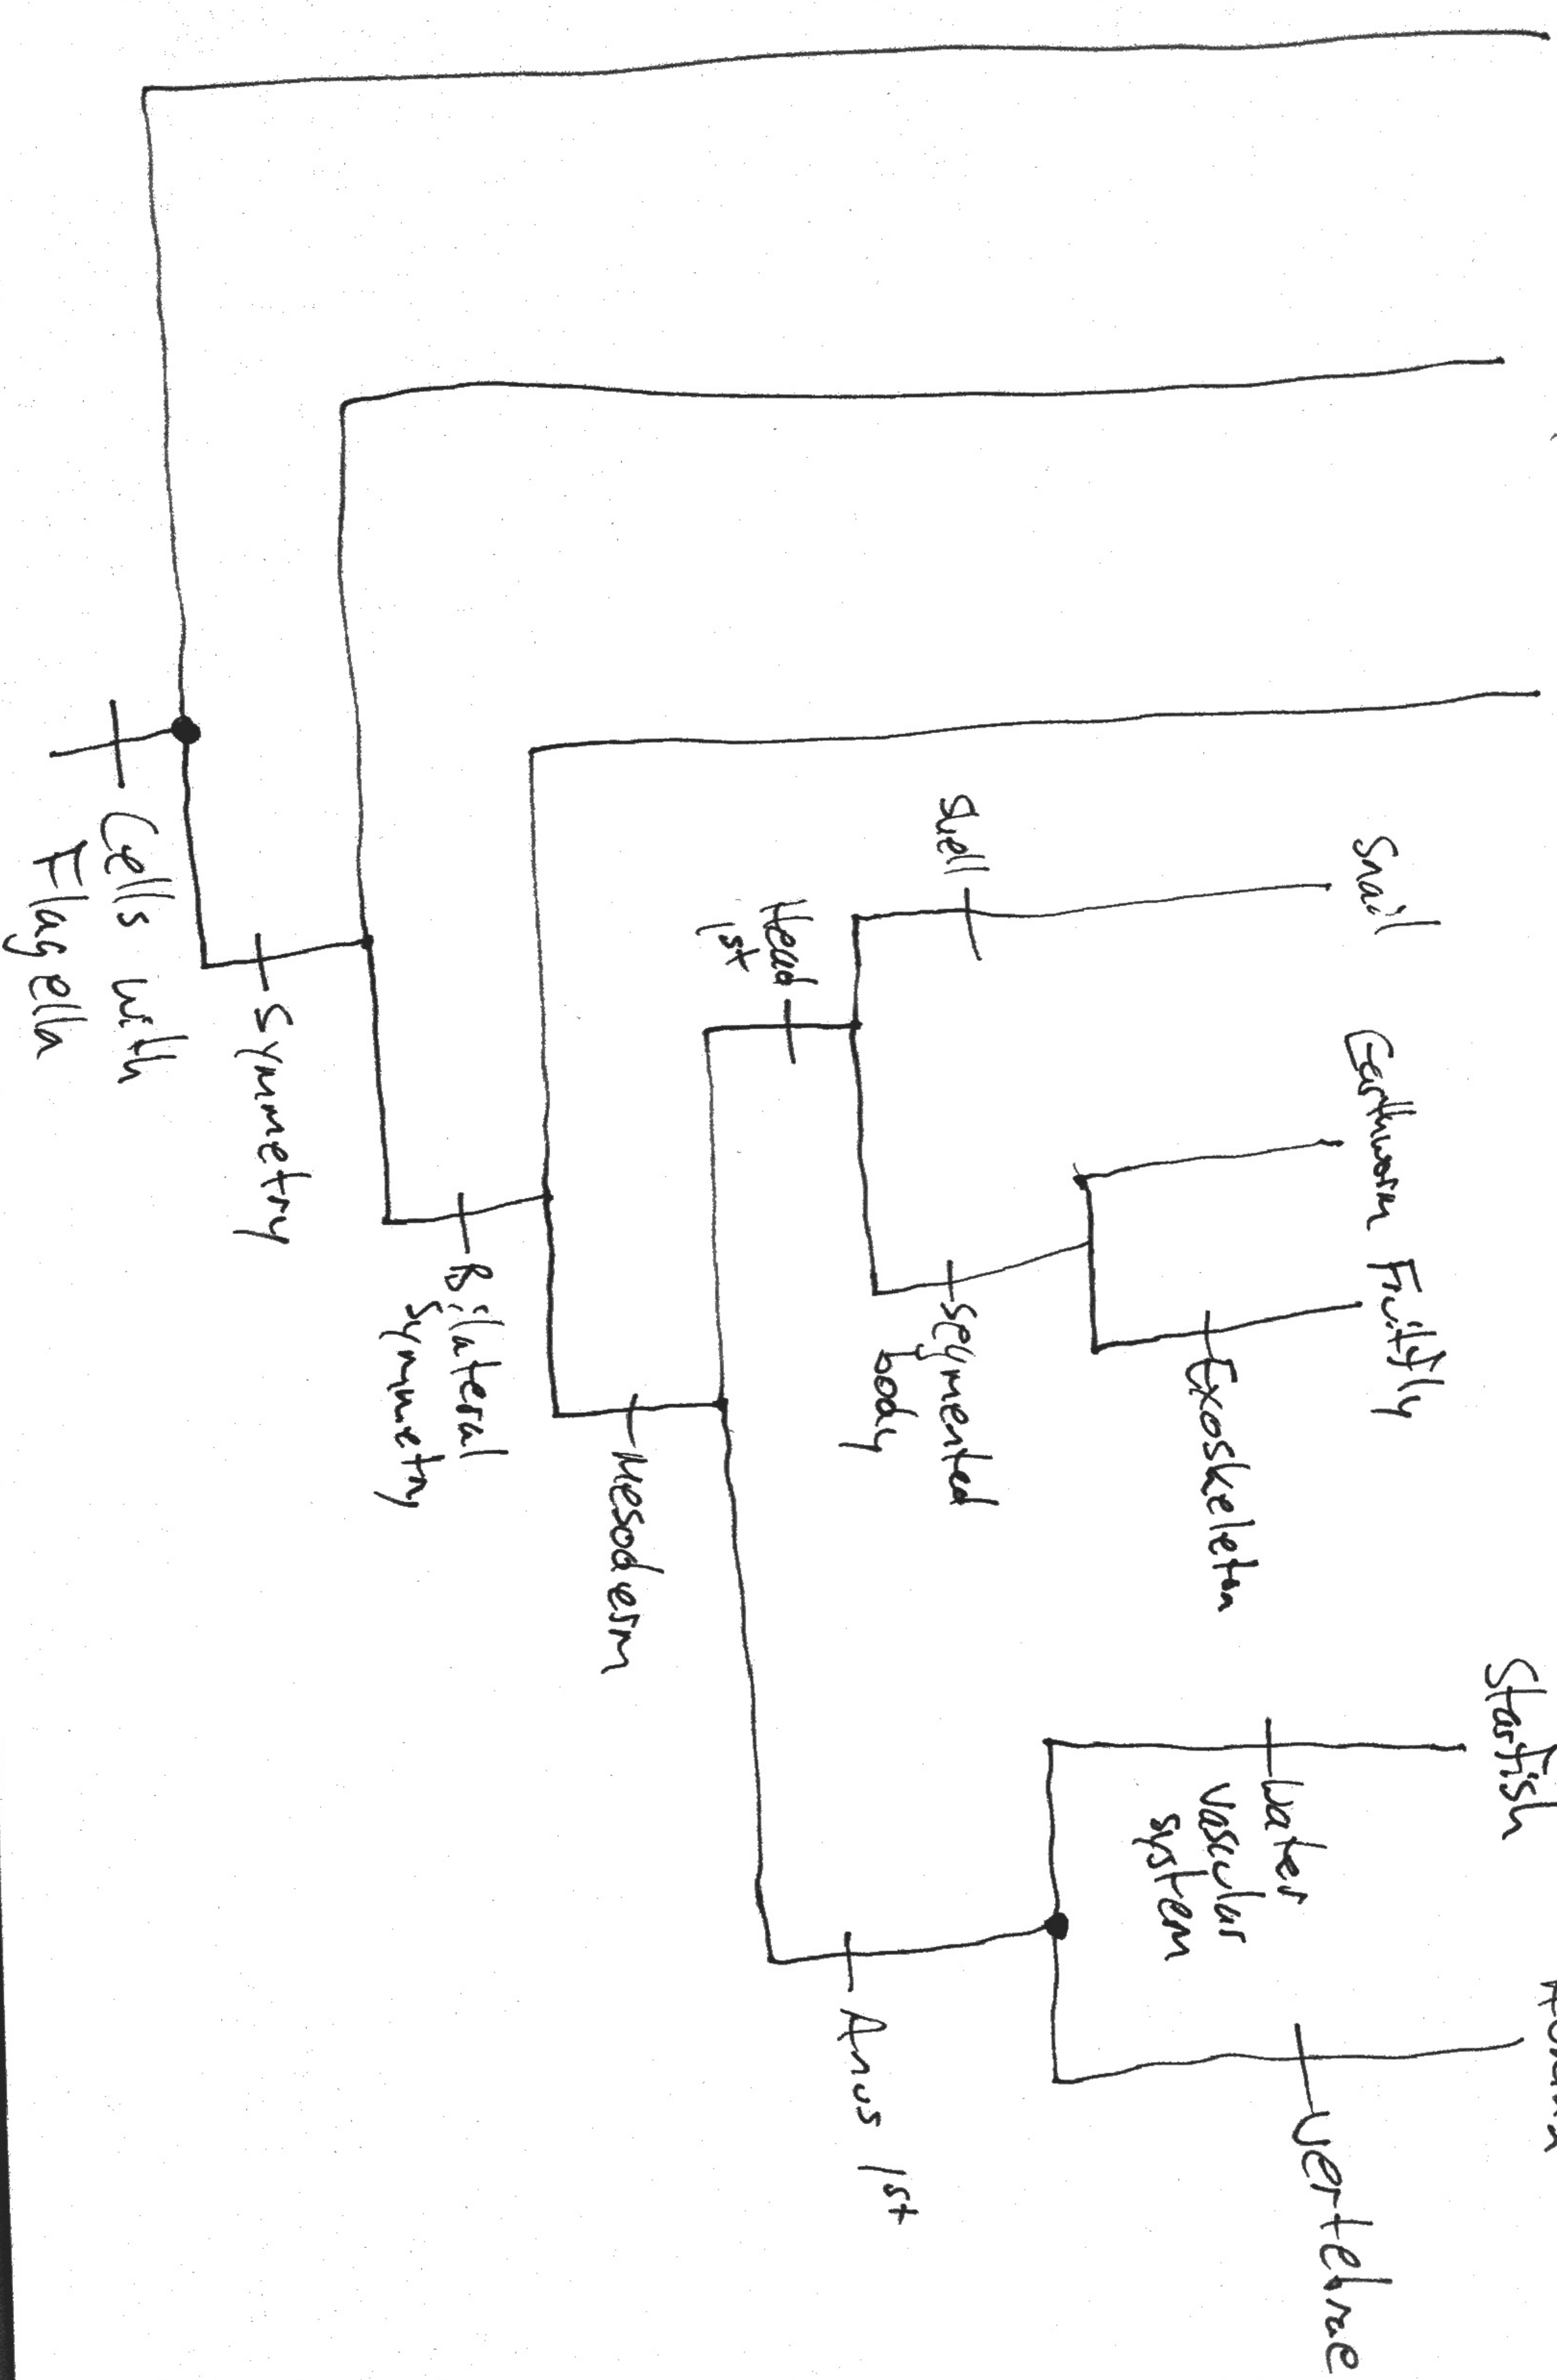 Snail
Earthworm
Fruitfly
Starfish
Shell
Head
1st
Segmented
body
Exoskeleton
Water
vascular
system
Vertebrae
Anus 1st
Mesoderm
Bilateral
symmetry
Symmetry
Cells with
Flagella